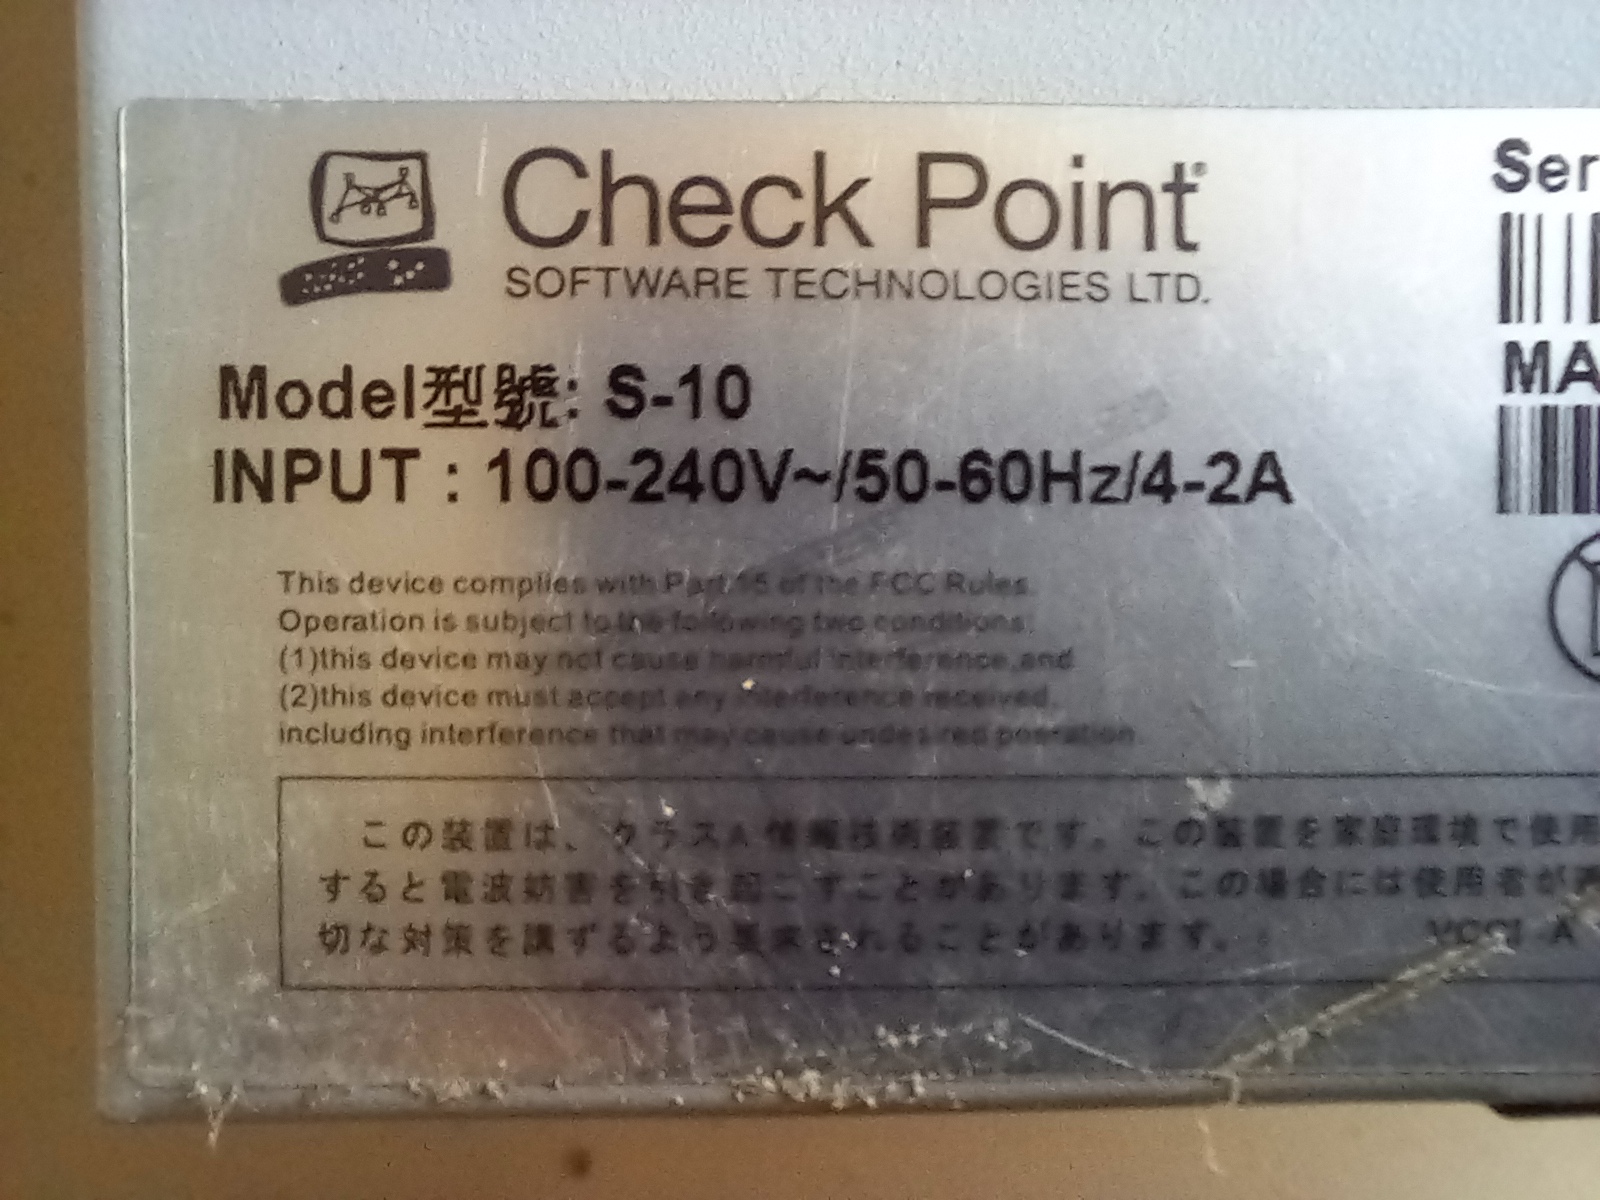 Check Point
SOFTWARE TECHNOLOGIES LTD.
Ser
Model型號: S-10
MA
INPUT : 100-240V~/50-60Hz/4-2A
This device complies with Part 15 of the FCC Rules.
Operation is subject to the following two conditions:
(1)this device may not cause harmful interference,and
(2)this device must accept any interference received,
including interference that may cause undesired poeration
この装置は、クラスA情報技術装置です。この装置を家庭環境で使用
すると電波妨害を引き起こすことがあります。この場合には使用者が適
切な対策を講ずるよう要求されることがあります。 VCCI-A